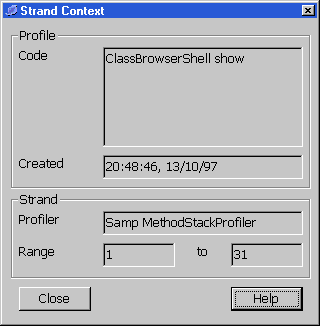 Strand Context
Profile
Code
ClassBrowserShell show
Created
20:48:46, 13/10/97
Strand
Profiler
Samp MethodStackProfiler
Range
1
to
31
Close
Help